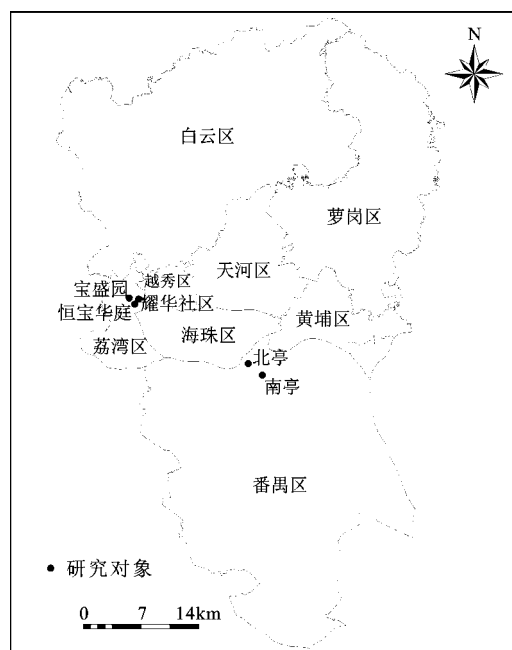 N
白云区
萝岗区
天河区
越秀区
宝盛园
耀华社区
恒宝华庭
黄埔区
海珠区
荔湾区
北亭
南亭
番禺区
研究对象
0 7 14km